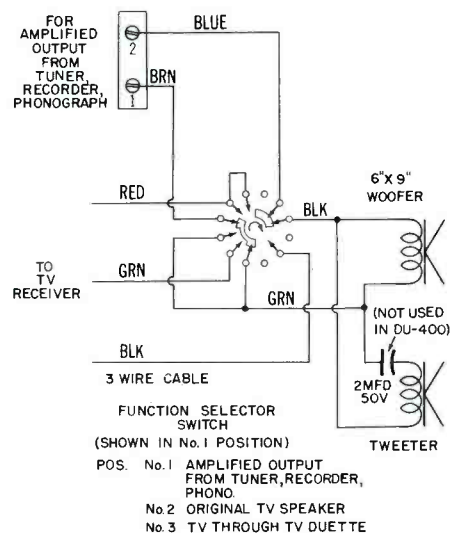 FOR
AMPLIFIED
OUTPUT
FROM
TUNER,
RECORDER,
PHONOGRAPH
2
1
BLUE
BRN
RED
BLK
6"X 9"
WOOFER
TO
TV
RECEIVER
GRN
GRN
(NOT USED
IN DU-400)
BLK
3 WIRE CABLE
2MFD
50V
TWEETER
FUNCTION SELECTOR
SWITCH
(SHOWN IN No. I POSITION)
POS. No. I AMPLIFIED OUTPUT
FROM TUNER, RECORDER,
PHONO.
No.2 ORIGINAL TV SPEAKER
No.3 TV THROUGH TV DUETTE